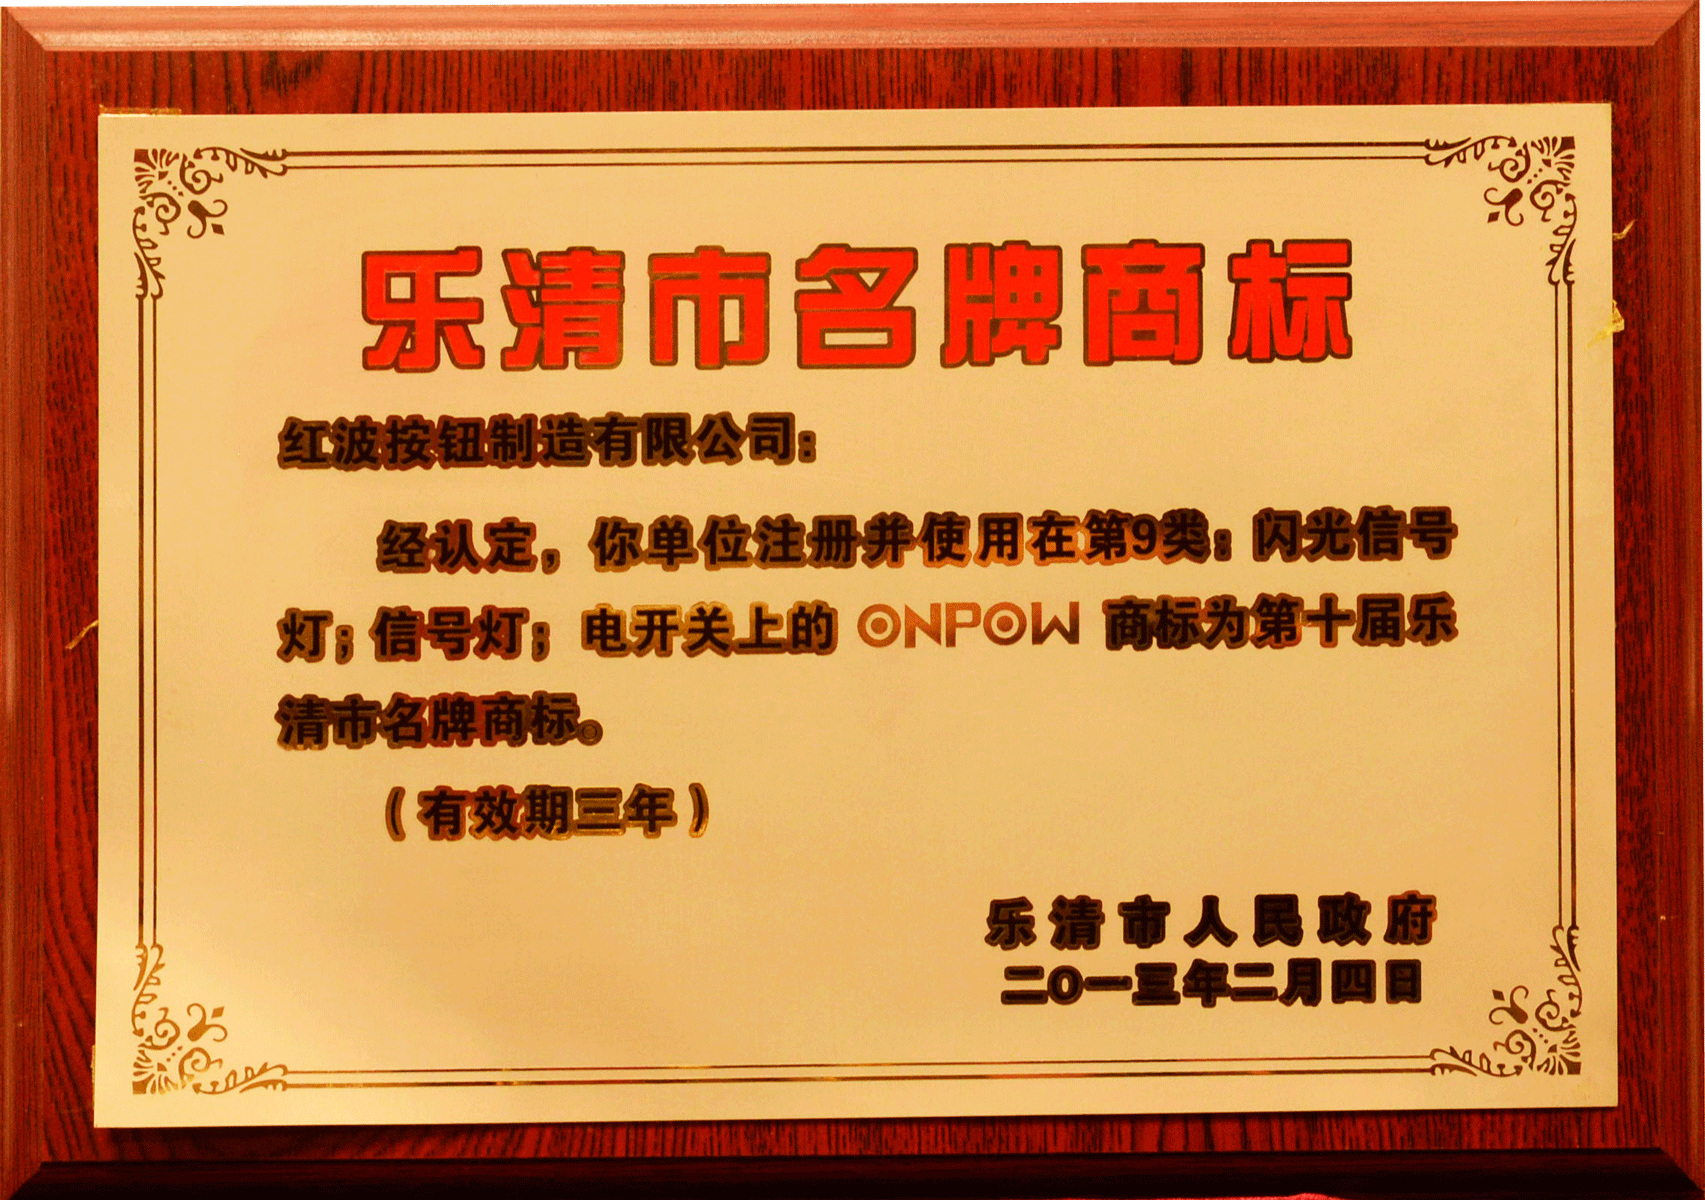 乐清市名牌商标
红波按钮制造有限公司：
经认定，你单位注册并使用在第9类：闪光信号
灯；信号灯；电开关上的 ONPOW 商标为第十届乐
清市名牌商标。
（有效期三年）
乐清市人民政府
二O一三年二月四日